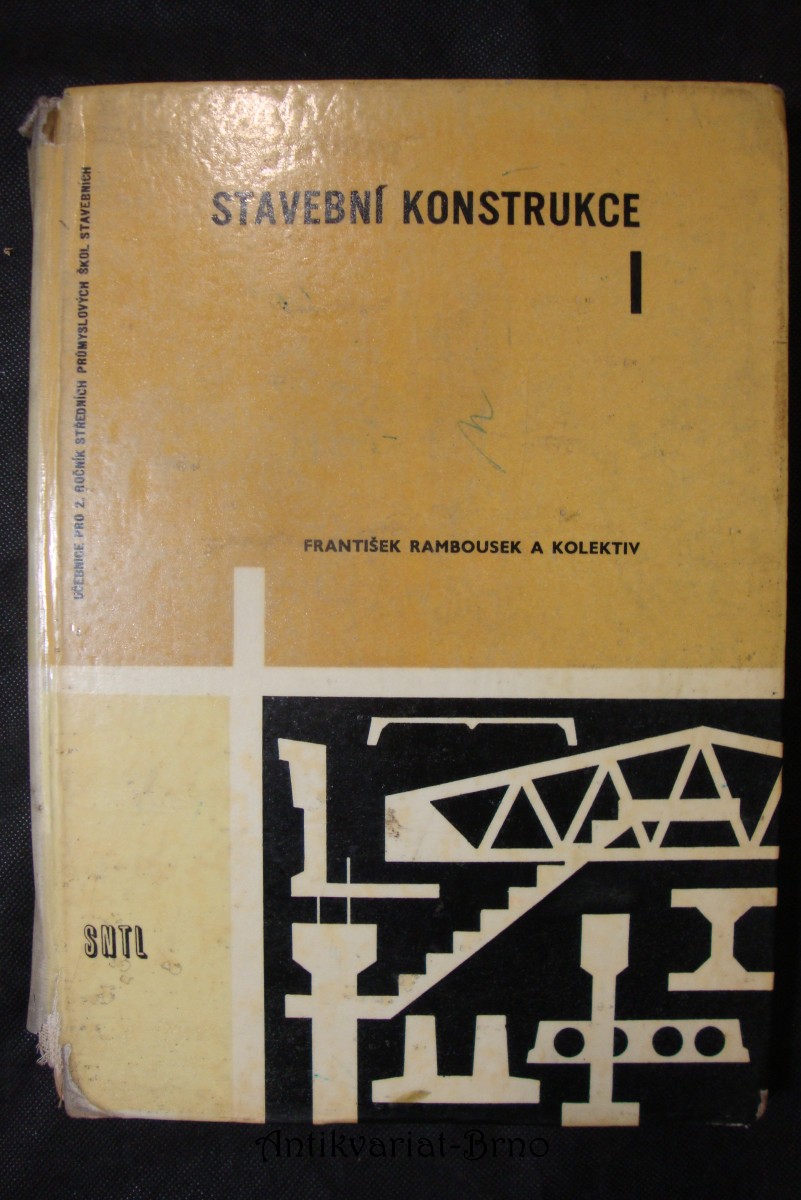 STAVEBNÍ KONSTRUKCE
I
UČEBNICE PRO 2. ROČNÍK STŘEDNÍCH PRŮMYSLOVÝCH ŠKOL STAVEBNÍCH
FRANTIŠEK RAMBOUSEK A KOLEKTIV
SNTL
Antikvariat-Brno